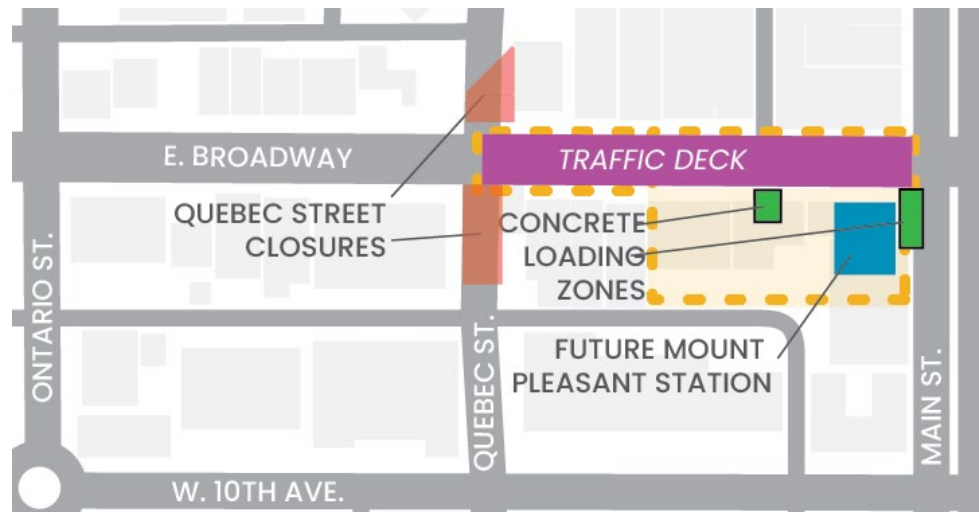 E. BROADWAY
TRAFFIC DECK
QUEBEC STREET
CLOSURES
CONCRETE
LOADING
ZONES
ONTARIO ST.
QUEBEC ST.
FUTURE MOUNT
PLEASANT STATION
MAIN ST.
W. 10TH AVE.